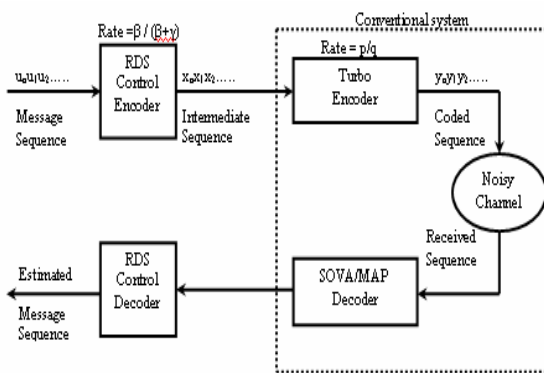 Conventional system
Rate =β / (β+γ)
Rate = p/q
u₀u₁u₂.....
RDS
Control
Encoder
x₀x₁x₂.....
Turbo
Encoder
y₀y₁y₂.....
Message
Sequence
Intermediate
Sequence
Coded
Sequence
Noisy
Channel
Received
Sequence
Estimated
Message
Sequence
RDS
Control
Decoder
SOVA/MAP
Decoder